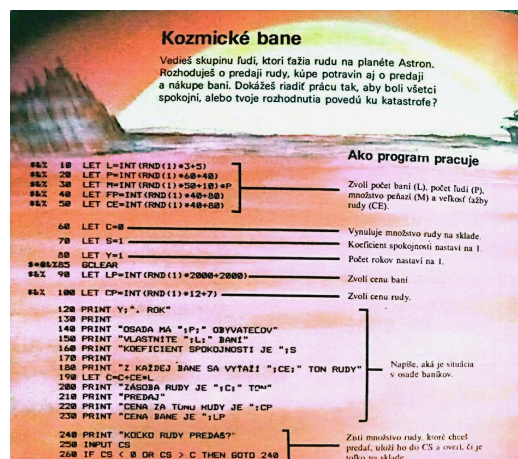 Kozmické bane
Vedieš skupinu ľudí, ktorí ťažia rudu na planéte Astron.
Rozhoduješ o predaji rudy, kúpe potravin aj o predaji
a nákupe baní. Dokážeš riadiť prácu tak, aby boli všetci
spokojní, alebo tvoje rozhodnutia povedú ku katastrofe?
Ako program pracuje
$&% 10 LET L=INT(RND(1)*3+5)
$&% 20 LET P=INT(RND(1)*60+40)
$&% 30 LET M=INT(RND(1)*50+10)*P
$&% 40 LET FP=INT(RND(1)*40+80)
$&% 50 LET CE=INT(RND(1)*40+80)
Zvolí počet baní (L), počet ľudí (P),
množstvo peňazí (M) a veľkosť ťažby
rudy (CE).
60 LET C=0
Vynuluje množstvo rudy na sklade.
70 LET S=1
Koeficient spokojnosti nastaví na 1.
80 LET Y=1
Počet rokov nastaví na 1.
85 GCLEAR
$&% 90 LET LP=INT(RND(1)*2000+2000)
Zvolí cenu baní.
$&% 100 LET CP=INT(RND(1)*12+7)
Zvolí cenu rudy.
120 PRINT Y;". ROK"
130 PRINT
140 PRINT "OSADA MÁ ";P;" OBYVATEĽOV"
150 PRINT "VLASTNÍTE ";L;" BANÍ"
160 PRINT "KOEFICIENT SPOKOJNOSTI JE ";S
170 PRINT
180 PRINT "Z KAŽDEJ BANE SA VYŤAŽÍ ";CE;" TON RUDY"
190 LET C=C+CE*L
200 PRINT "ZÁSOBA RUDY JE ";C;" TON"
210 PRINT "PREDAJ"
220 PRINT "CENA ZA TONU RUDY JE ";CP
230 PRINT "CENA BANE JE ";LP
Napíše, aká je situácia
v osade baníkov.
240 PRINT "KOĽKO RUDY PREDÁŠ?"
250 INPUT CS
260 IF CS < 0 OR CS > C THEN GOTO 240
Zistí množstvo rudy, ktoré chceš
predať, uloží ho do CS a overí, či je
toľko na sklade.